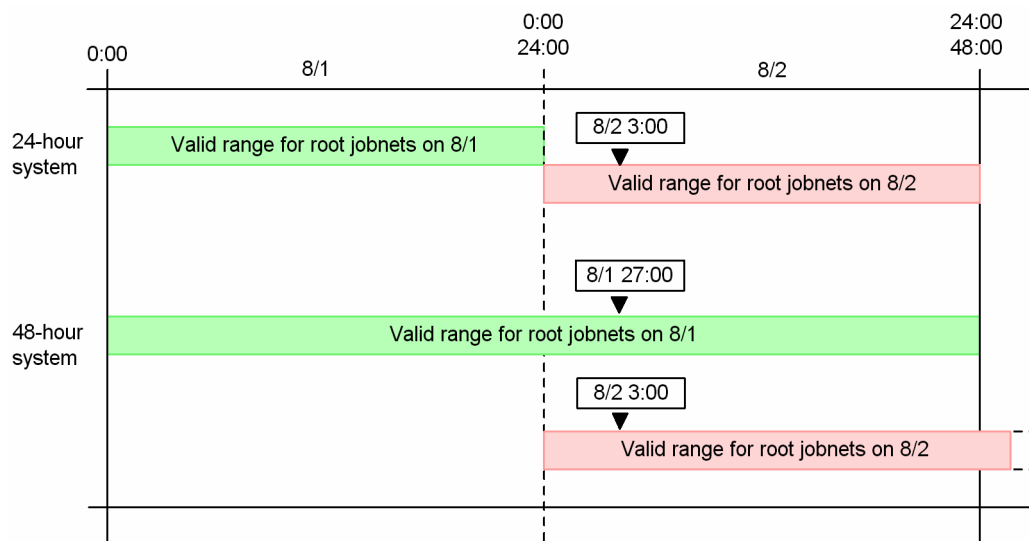 0:00
24:00
0:00
24:00
48:00
8/1
8/2
24-hour
system
Valid range for root jobnets on 8/1
8/2 3:00
Valid range for root jobnets on 8/2
8/1 27:00
48-hour
system
Valid range for root jobnets on 8/1
8/2 3:00
Valid range for root jobnets on 8/2